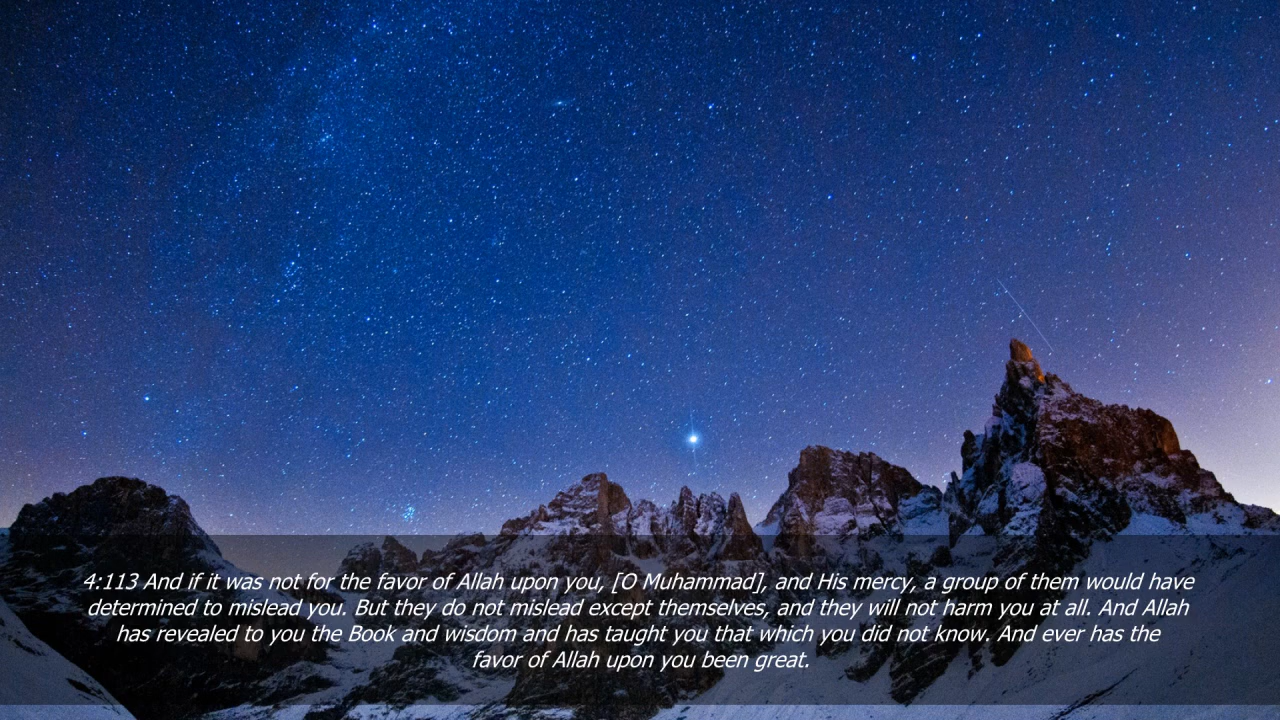 4:113 And if it was not for the favor of Allah upon you, [O Muhammad], and His mercy, a group of them would have
determined to mislead you. But they do not mislead except themselves, and they will not harm you at all. And Allah
has revealed to you the Book and wisdom and has taught you that which you did not know. And ever has the
favor of Allah upon you been great.